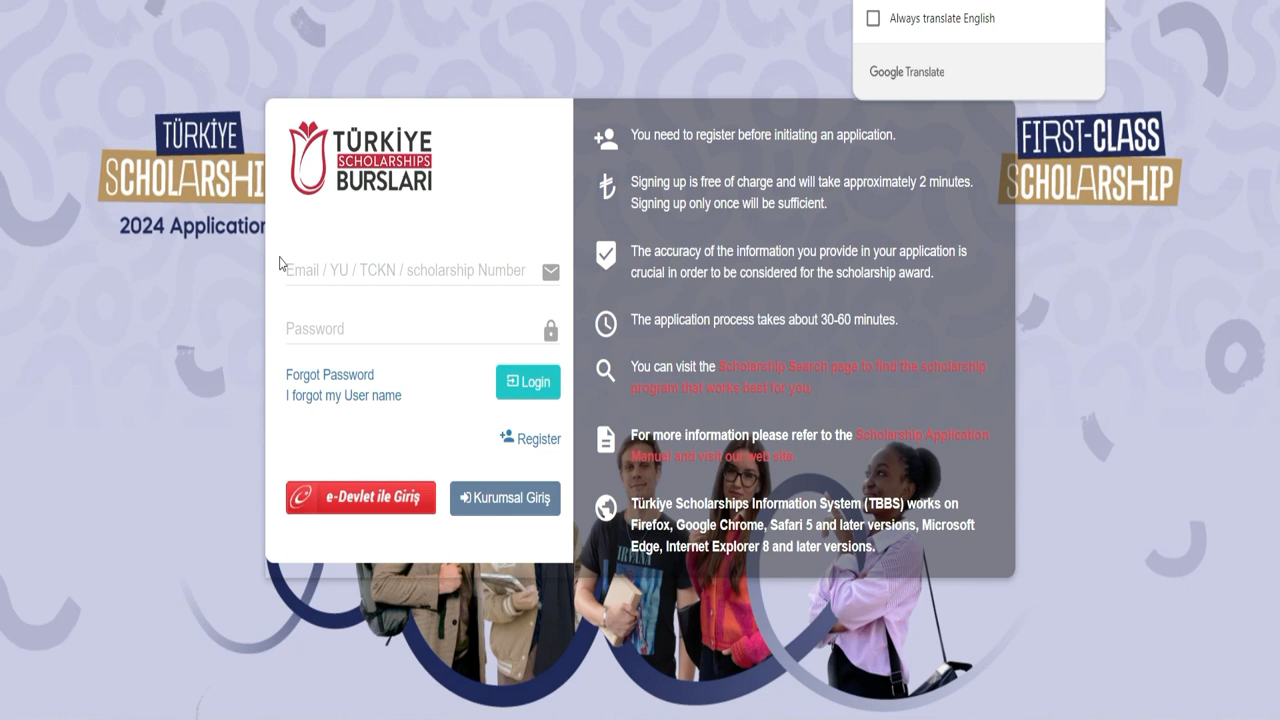 Always translate English
Google Translate
TÜRKİYE
SCHOLARSHI
2024 Application
FIRST-CLASS
SCHOLARSHIP
TÜRKİYE
SCHOLARSHIPS
BURSLARI
Email / YU / TCKN / scholarship Number
Password
Forgot Password
I forgot my User name
Login
Register
e-Devlet ile Giriş
Kurumsal Giriş
You need to register before initiating an application.
Signing up is free of charge and will take approximately 2 minutes.
Signing up only once will be sufficient.
The accuracy of the information you provide in your application is
crucial in order to be considered for the scholarship award.
The application process takes about 30-60 minutes.
You can visit the Scholarship Search page to find the scholarship
program that works best for you.
For more information please refer to the Scholarship Application
Manual and visit our web site.
Türkiye Scholarships Information System (TBBS) works on
Firefox, Google Chrome, Safari 5 and later versions, Microsoft
Edge, Internet Explorer 8 and later versions.